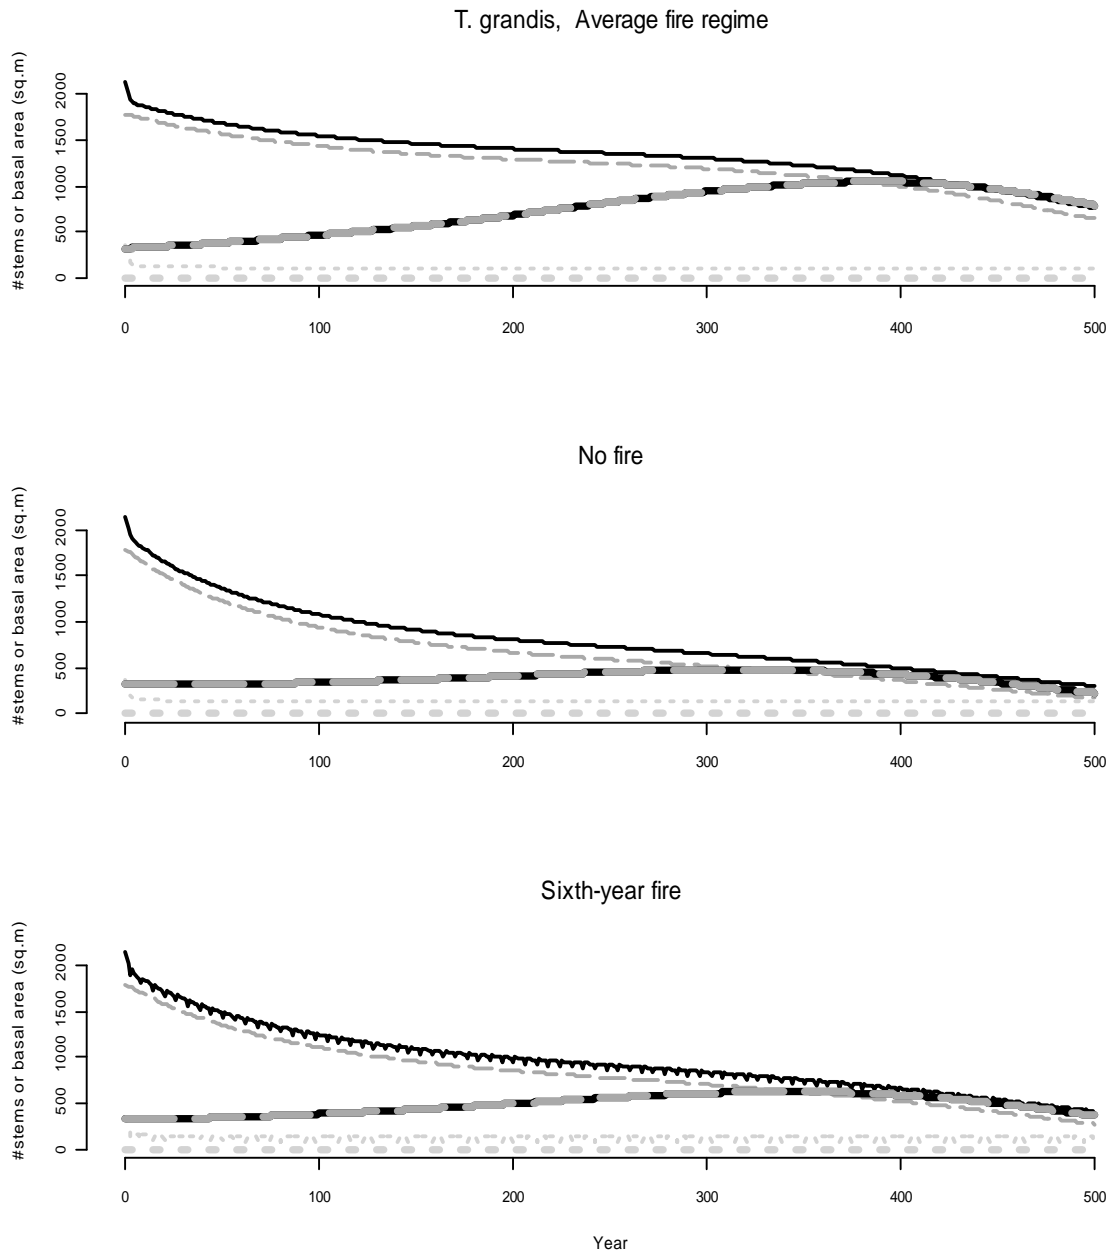 T. grandis, Average fire regime
#stems or basal area (sq.m)
2000
1500
1000
500
0
0 100 200 300 400 500
No fire
#stems or basal area (sq.m)
2000
1500
1000
500
0
0 100 200 300 400 500
Sixth-year fire
#stems or basal area (sq.m)
2000
1500
1000
500
0
0 100 200 300 400 500
Year